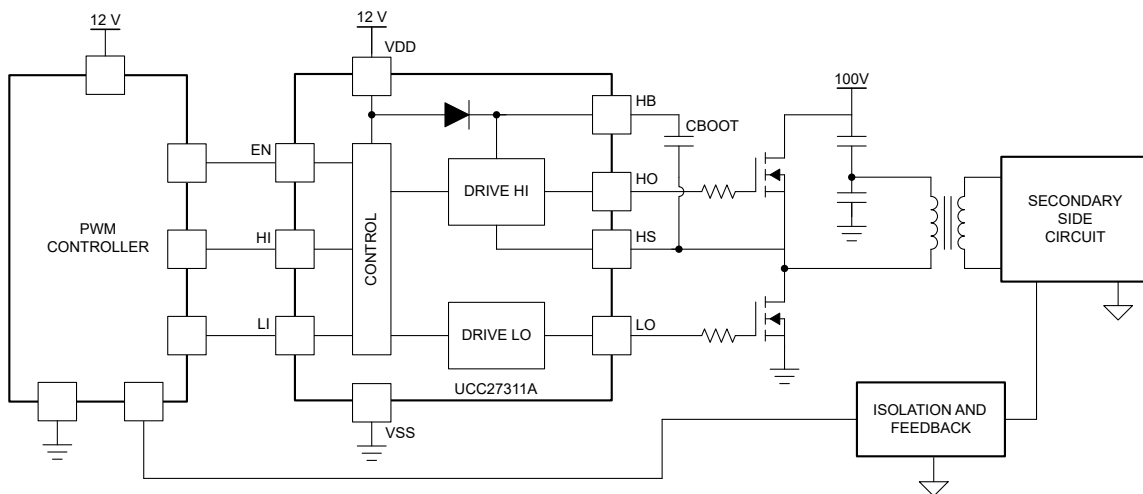 12 V
12 V
VDD
100V
HB
CBOOT
EN
DRIVE HI
HO
SECONDARY
SIDE
CIRCUIT
PWM
CONTROLLER
HI
CONTROL
HS
LI
DRIVE LO
LO
UCC27311A
VSS
ISOLATION AND
FEEDBACK